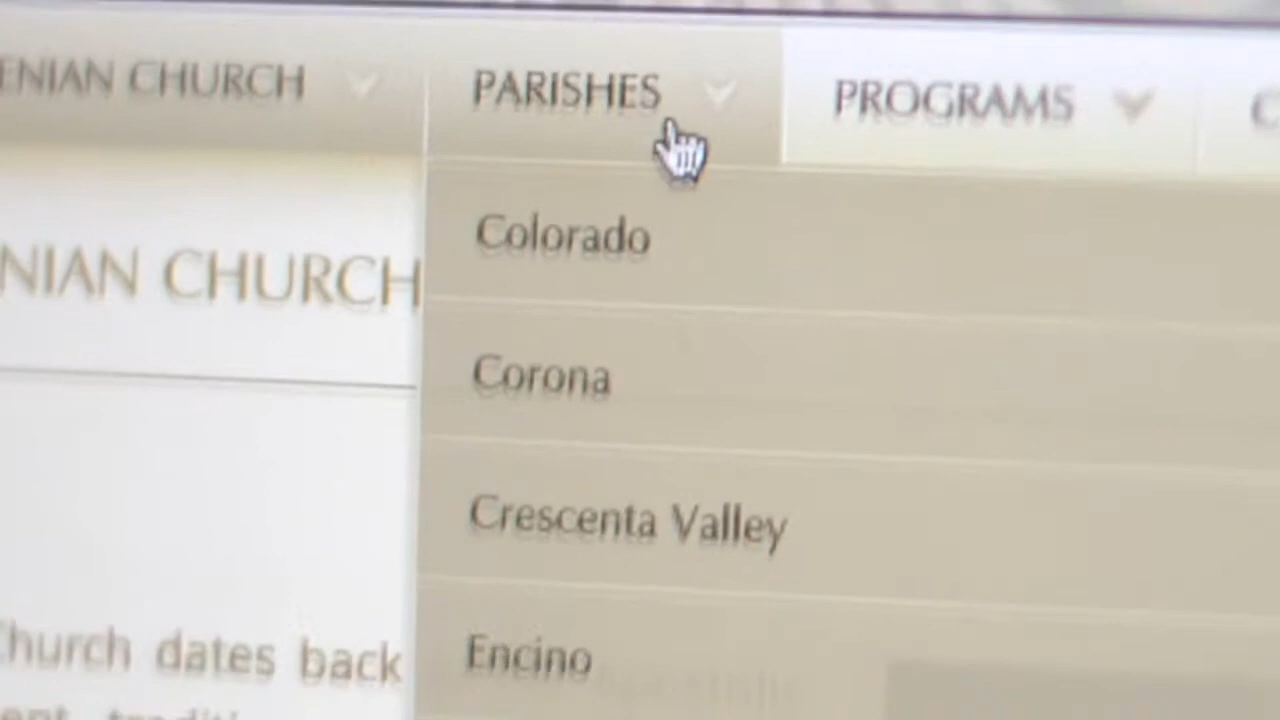 ENIAN CHURCH
PARISHES
PROGRAMS
Colorado
NIAN CHURCH
Corona
Crescenta Valley
Church dates back
Encino